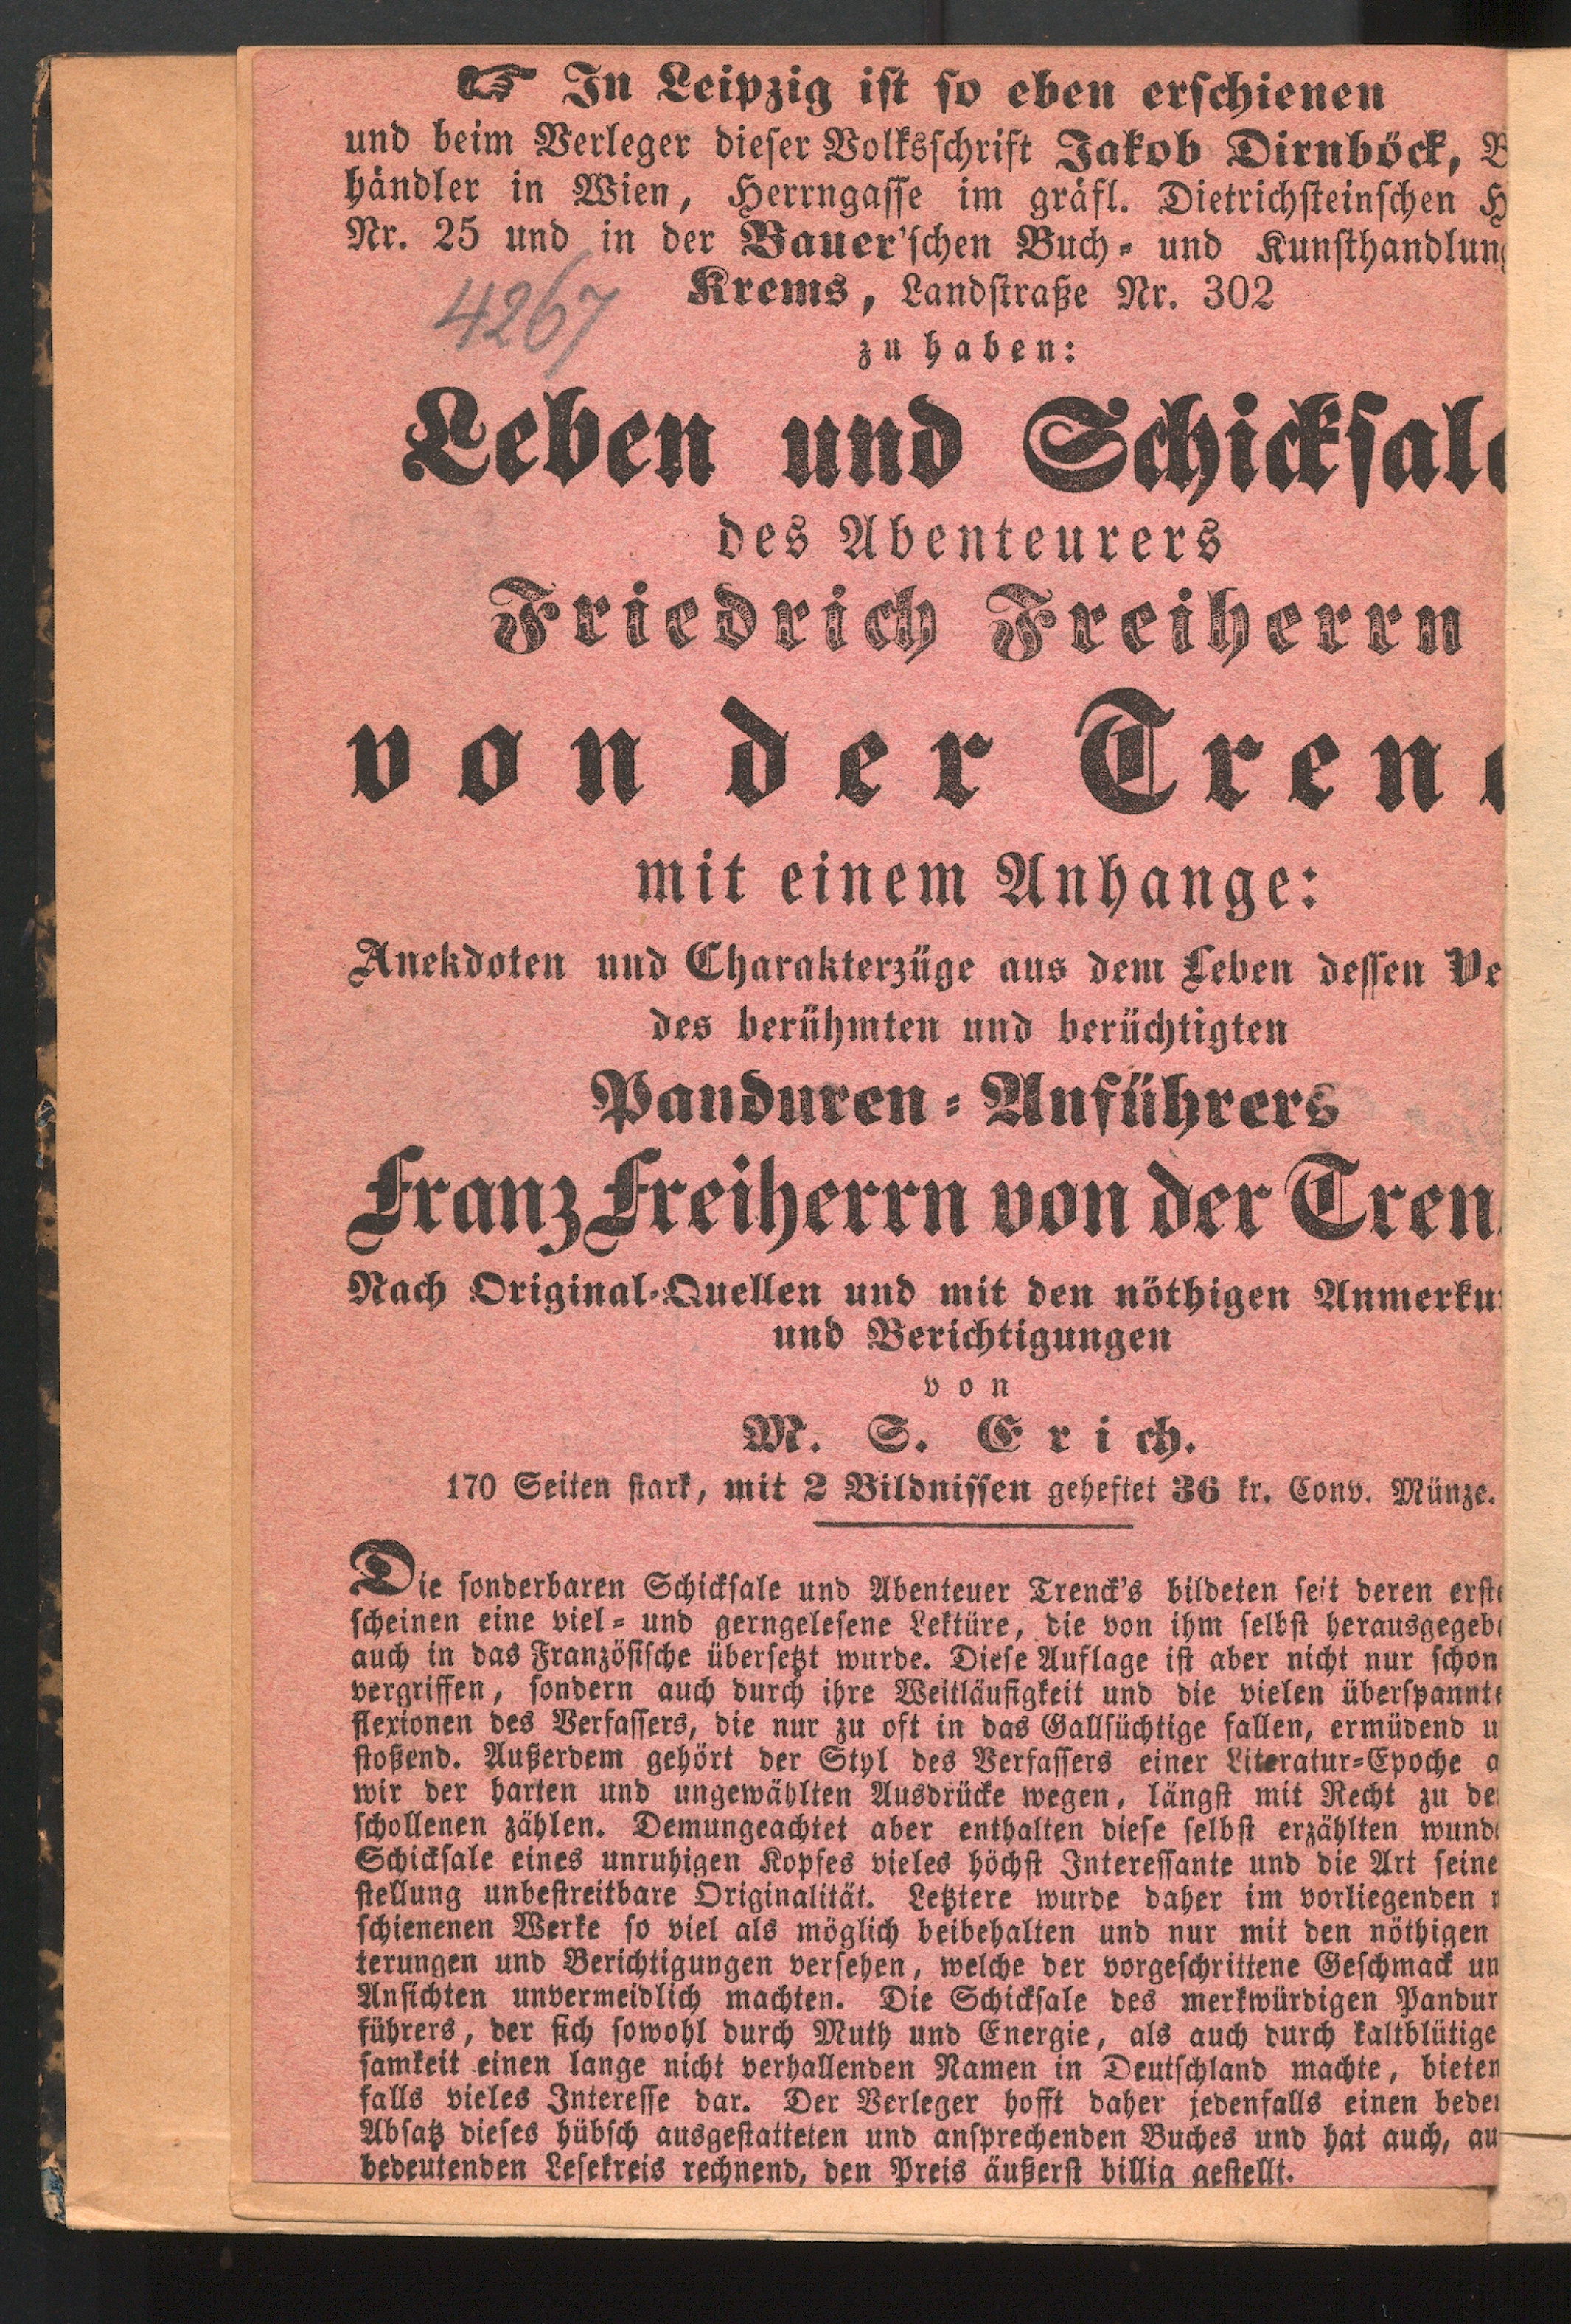 ☞ In Leipzig ist so eben erschienen
und beim Verleger dieser Volksschrift Jakob Dirnböck, B
händler in Wien, Herrngasse im gräfl. Dietrichsteinschen H
Nr. 25 und in der Bauer'schen Buch- und Kunsthandlung
Krems, Landstraße Nr. 302
4267
zu haben:
Leben und Schicksale
des Abenteurers
Friedrich Freiherrn
von der Trenc
mit einem Anhange:
Anekdoten und Charakterzüge aus dem Leben dessen Ve
des berühmten und berüchtigten
Panduren-Anführers
Franz Freiherrn von der Tren
Nach Original-Quellen und mit den nöthigen Anmerku
und Berichtigungen
von
M. S. Erich.
170 Seiten stark, mit 2 Bildnissen geheftet 36 kr. Conv. Münze.
Die sonderbaren Schicksale und Abenteuer Trenck's bildeten seit deren erste
scheinen eine viel- und gerngelesene Lektüre, die von ihm selbst herausgegebe
auch in das Französische übersetzt wurde. Diese Auflage ist aber nicht nur schon
vergriffen, sondern auch durch ihre Weitläufigkeit und die vielen überspannte
flexionen des Verfassers, die nur zu oft in das Gallsüchtige fallen, ermüdend u
stoßend. Außerdem gehört der Styl des Verfassers einer Literatur-Epoche a
wir der harten und ungewählten Ausdrücke wegen, längst mit Recht zu de
schollenen zählen. Demungeachtet aber enthalten diese selbst erzählten wunde
Schicksale eines unruhigen Kopfes vieles höchst Interessante und die Art seine
stellung unbestreitbare Originalität. Letztere wurde daher im vorliegenden n
schienenen Werke so viel als möglich beibehalten und nur mit den nöthigen
terungen und Berichtigungen versehen, welche der vorgeschrittene Geschmack un
Ansichten unvermeidlich machten. Die Schicksale des merkwürdigen Pandur
führers, der sich sowohl durch Muth und Energie, als auch durch kaltblütige
samkeit einen lange nicht verhallenden Namen in Deutschland machte, bieten
falls vieles Interesse dar. Der Verleger hofft daher jedenfalls einen bede
Absatz dieses hübsch ausgestatteten und ansprechenden Buches und hat auch, au
bedeutenden Lesekreis rechnend, den Preis äußerst billig gestellt.